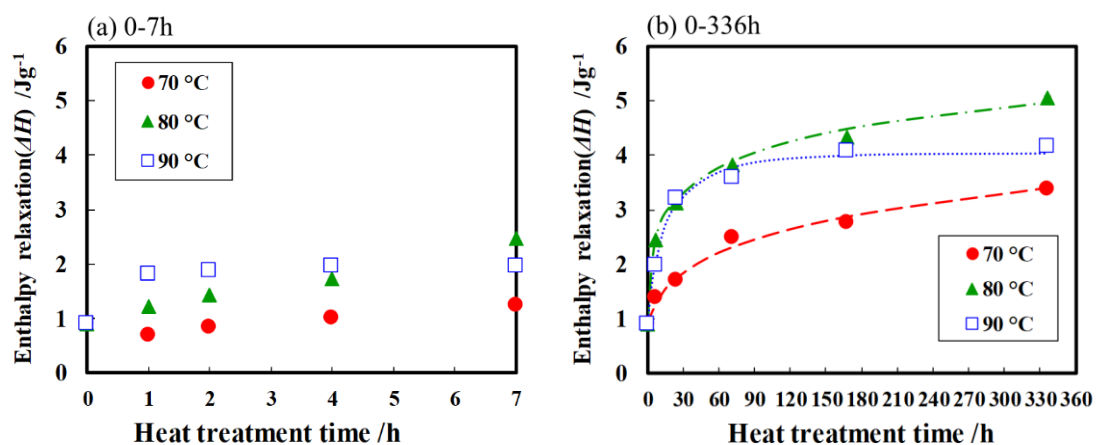 (a) 0-7h
Enthalpy relaxation(ΔH) /Jg-1
6
5
4
3
2
1
0
70 °C
80 °C
90 °C
0 1 2 3 4 5 6 7
Heat treatment time /h
(b) 0-336h
Enthalpy relaxation(ΔH) /Jg-1
6
5
4
3
2
1
0
70 °C
80 °C
90 °C
0 30 60 90 120 150 180 210 240 270 300 330 360
Heat treatment time /h